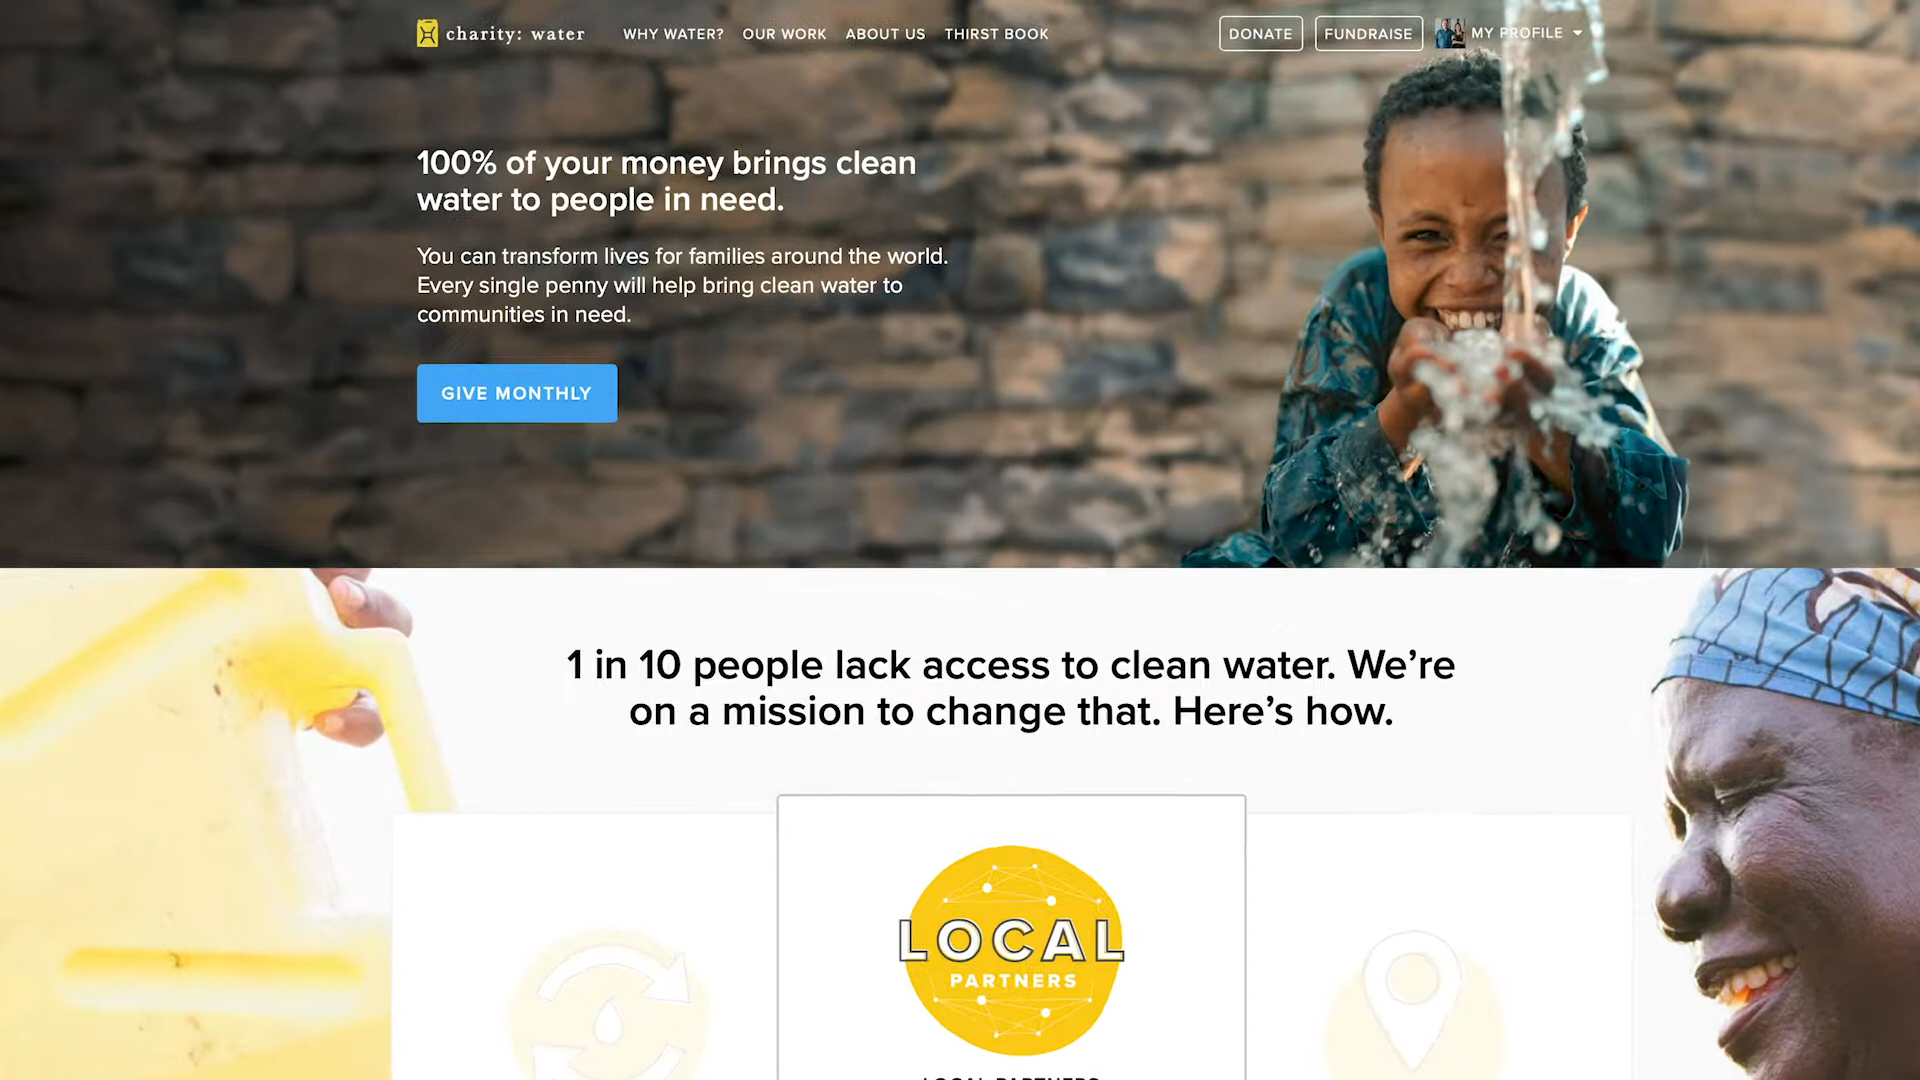 charity: water
WHY WATER? OUR WORK ABOUT US THIRST BOOK
DONATE FUNDRAISE MY PROFILE
100% of your money brings clean
water to people in need.
You can transform lives for families around the world.
Every single penny will help bring clean water to
communities in need.
GIVE MONTHLY
1 in 10 people lack access to clean water. We’re
on a mission to change that. Here’s how.
LOCAL
PARTNERS
LOCAL PARTNERS